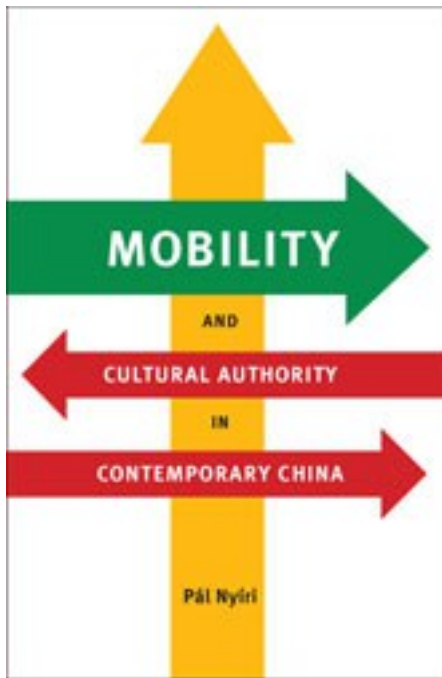 MOBILITY
AND
CULTURAL AUTHORITY
IN
CONTEMPORARY CHINA
Pál Nyíri